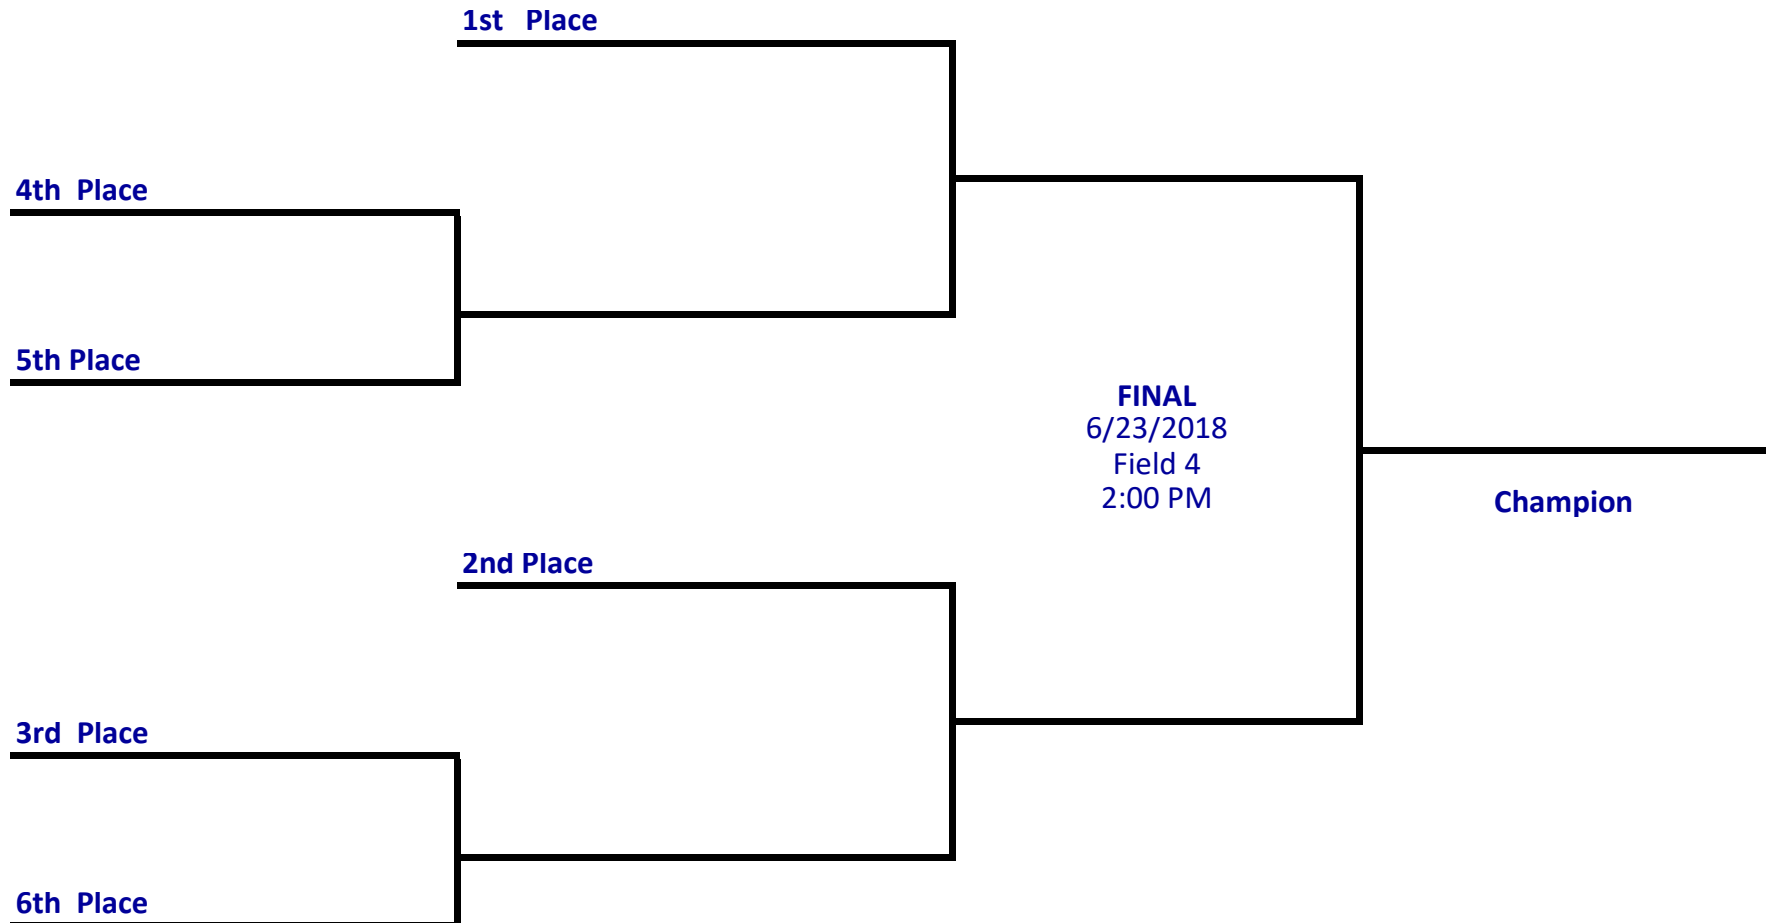 1st Place
4th Place
5th Place
FINAL
6/23/2018
Field 4
2:00 PM
Champion
2nd Place
3rd Place
6th Place